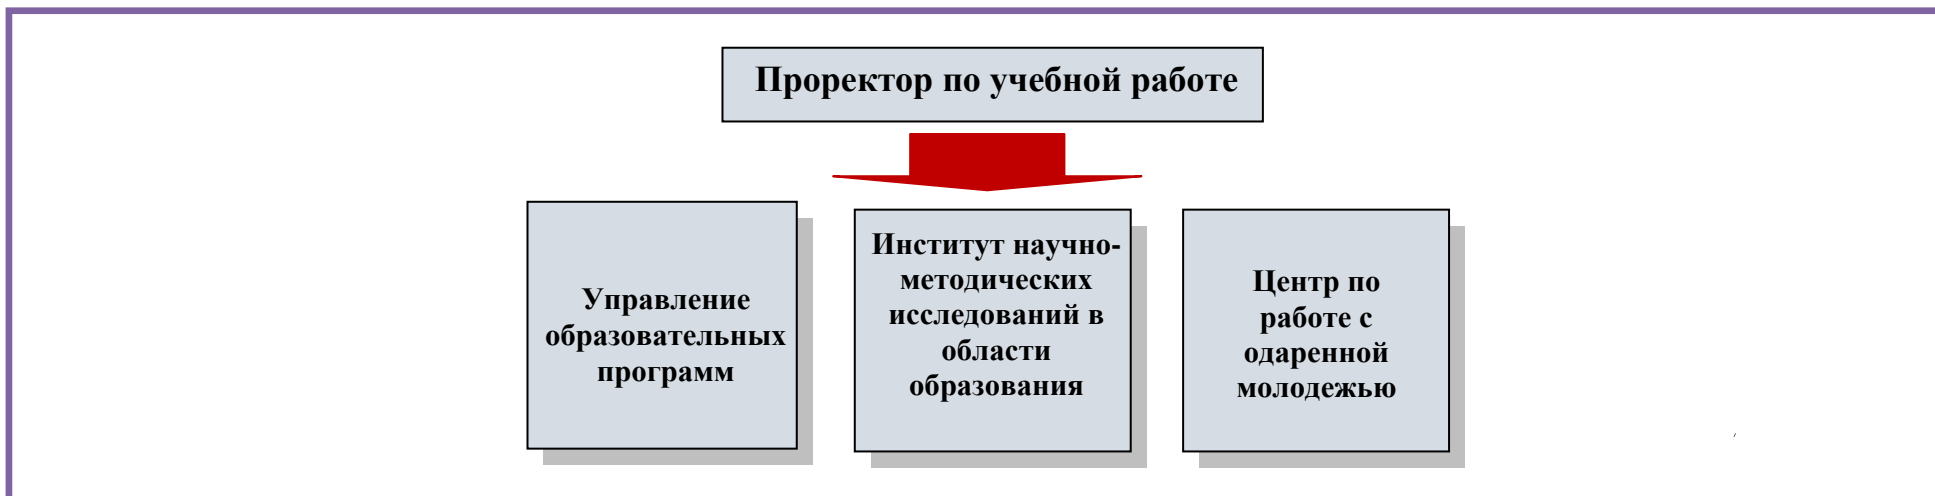 Проректор по учебной работе
Управление
образовательных
программ
Институт научно-
методических
исследований в
области
образования
Центр по
работе с
одаренной
молодежью